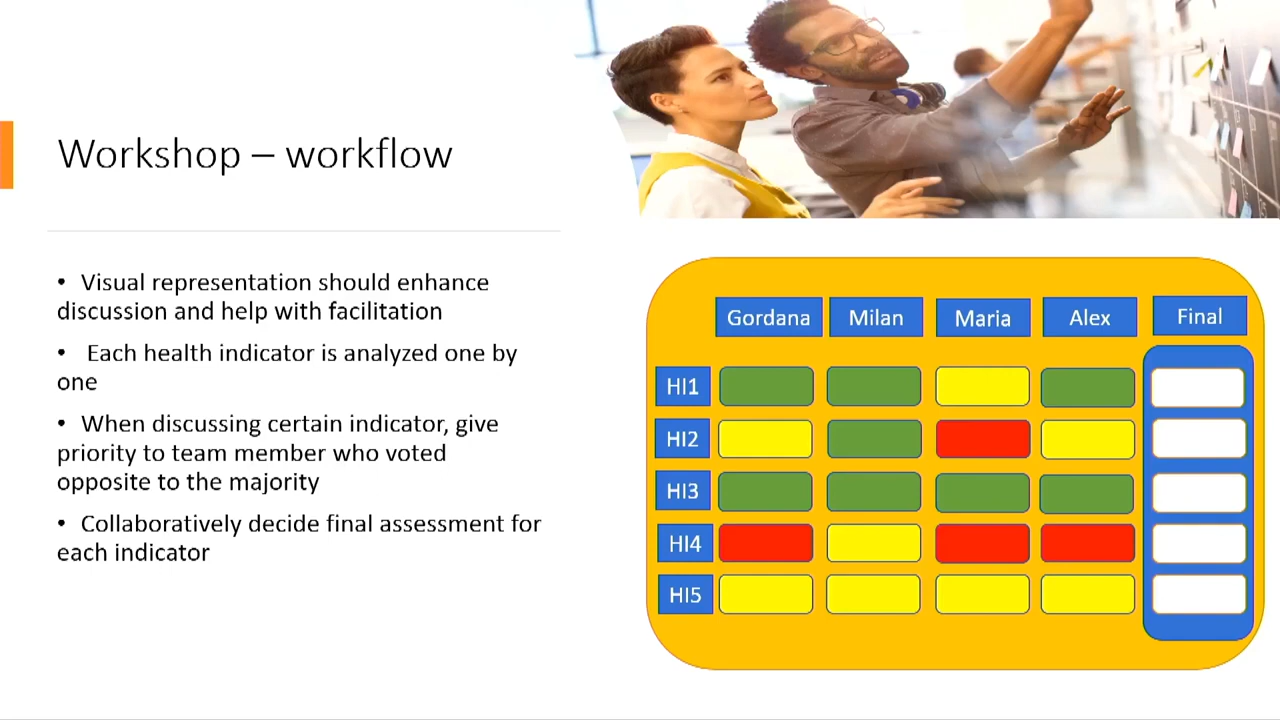 Workshop – workflow
• Visual representation should enhance
discussion and help with facilitation
• Each health indicator is analyzed one by
one
• When discussing certain indicator, give
priority to team member who voted
opposite to the majority
• Collaboratively decide final assessment for
each indicator
Gordana Milan Maria Alex Final
HI1
HI2
HI3
HI4
HI5